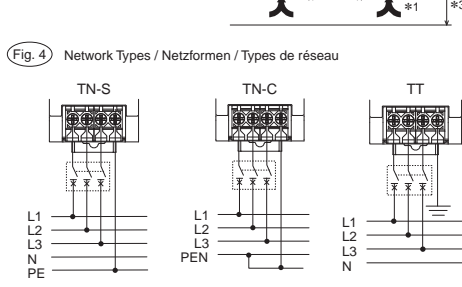 *1
Fig. 4 Network Types / Netzformen / Types de réseau
TN-S TN-C TT
L1
L2
L3
N
PE
L1
L2
L3
PEN
L1
L2
L3
N